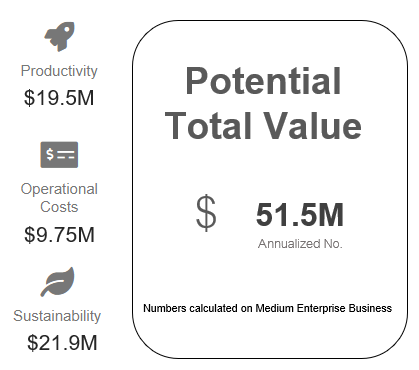 Productivity
$19.5M
Operational
Costs
$9.75M
Sustainability
$21.9M
Potential
Total Value
$ 51.5M
Annualized No.
Numbers calculated on Medium Enterprise Business